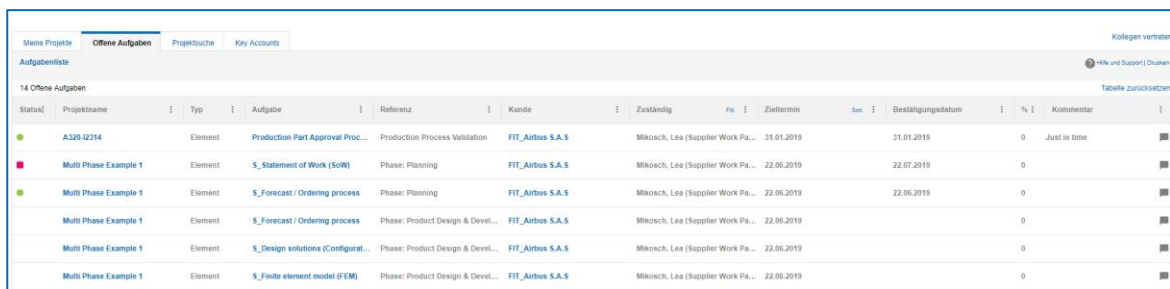 Kollegen vertreten
Meine Projekte Offene Aufgaben Projektsuche Key Accounts
Aufgabenliste Hilfe und Support | Drucken
14 Offene Aufgaben Tabelle zurücksetzen
Status Projektname Typ Aufgabe Referenz Kunde Zuständig Filt. Zieltermin Sort. Bestätigungsdatum % Kommentar
A320-I2314 Element Production Part Approval Proc... Production Process Validation FIT_Airbus S.A.S Mikosch, Lea (Supplier Work Pa... 31.01.2019 31.01.2019 0 Just in time
Multi Phase Example 1 Element S_Statement of Work (SoW) Phase: Planning FIT_Airbus S.A.S Mikosch, Lea (Supplier Work Pa... 22.06.2019 22.07.2019 0
Multi Phase Example 1 Element S_Forecast / Ordering process Phase: Planning FIT_Airbus S.A.S Mikosch, Lea (Supplier Work Pa... 22.06.2019 22.06.2019 0
Multi Phase Example 1 Element S_Forecast / Ordering process Phase: Product Design & Devel... FIT_Airbus S.A.S Mikosch, Lea (Supplier Work Pa... 22.06.2019 0
Multi Phase Example 1 Element S_Design solutions (Configurat... Phase: Product Design & Devel... FIT_Airbus S.A.S Mikosch, Lea (Supplier Work Pa... 22.06.2019 0
Multi Phase Example 1 Element S_Finite element model (FEM) Phase: Product Design & Devel... FIT_Airbus S.A.S Mikosch, Lea (Supplier Work Pa... 22.06.2019 0